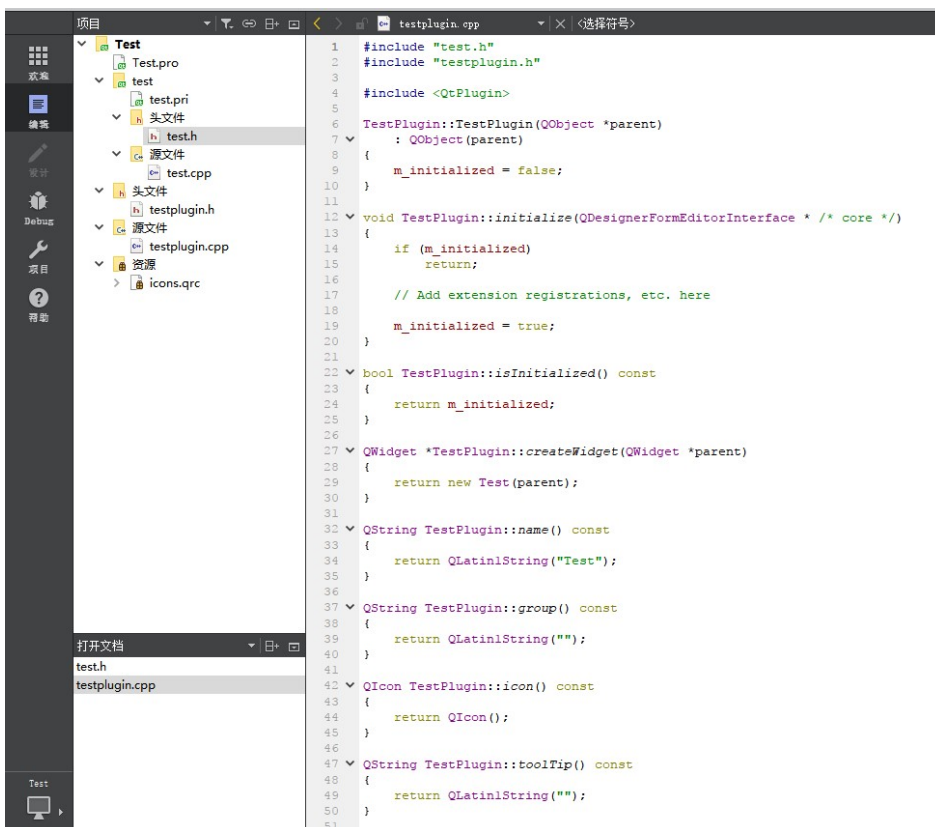 项目
testplugin.cpp
<选择符号>
欢迎
编辑
设计
Debug
项目
帮助
Test
Test.pro
test
test.pri
头文件
test.h
源文件
test.cpp
头文件
testplugin.h
源文件
testplugin.cpp
资源
icons.qrc
打开文档
test.h
testplugin.cpp
Test
1 #include "test.h"
2 #include "testplugin.h"
3
4 #include <QtPlugin>
5
6 TestPlugin::TestPlugin(QObject *parent)
7 : QObject(parent)
8 {
9 m_initialized = false;
10 }
11
12 void TestPlugin::initialize(QDesignerFormEditorInterface * /* core */)
13 {
14 if (m_initialized)
15 return;
16
17 // Add extension registrations, etc. here
18
19 m_initialized = true;
20 }
21
22 bool TestPlugin::isInitialized() const
23 {
24 return m_initialized;
25 }
26
27 QWidget *TestPlugin::createWidget(QWidget *parent)
28 {
29 return new Test(parent);
30 }
31
32 QString TestPlugin::name() const
33 {
34 return QLatin1String("Test");
35 }
36
37 QString TestPlugin::group() const
38 {
39 return QLatin1String("");
40 }
41
42 QIcon TestPlugin::icon() const
43 {
44 return QIcon();
45 }
46
47 QString TestPlugin::toolTip() const
48 {
49 return QLatin1String("");
50 }
51